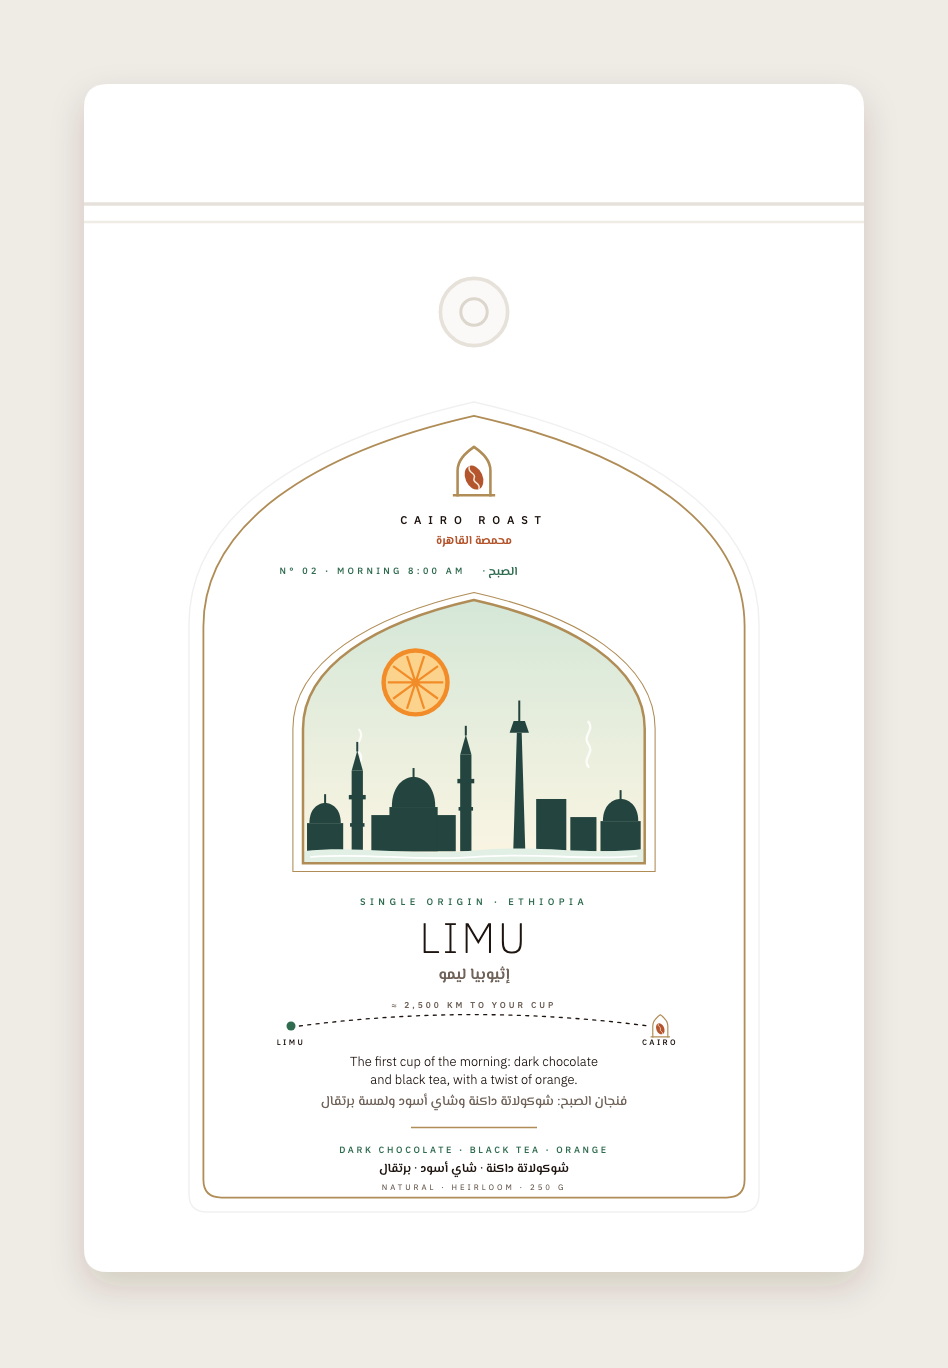 CAIRO ROAST
محمصة القاهرة
N° 02 · MORNING 8:00 AM · الصبح
SINGLE ORIGIN · ETHIOPIA
LIMU
إثيوبيا ليمو
≈ 2,500 KM TO YOUR CUP
LIMU CAIRO
The first cup of the morning: dark chocolate
and black tea, with a twist of orange.
فنجان الصبح: شوكولاتة داكنة وشاي أسود ولمسة برتقال
DARK CHOCOLATE · BLACK TEA · ORANGE
شوكولاتة داكنة · شاي أسود · برتقال
NATURAL · HEIRLOOM · 250 G